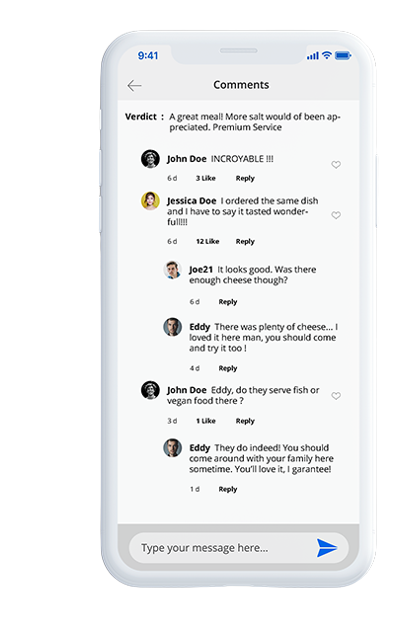 9:41
Comments
Verdict : A great meal! More salt would of been ap-
preciated. Premium Service
John Doe INCROYABLE !!!
6 d 3 Like Reply
Jessica Doe I ordered the same dish
and I have to say it tasted wonder-
full!!!!
6 d 12 Like Reply
Joe21 It looks good. Was there
enough cheese though?
6 d Reply
Eddy There was plenty of cheese... I
loved it here man, you should come
and try it too !
4 d Reply
John Doe Eddy, do they serve fish or
vegan food there ?
3 d 1 Like Reply
Eddy They do indeed! You should
come around with your family here
sometime. You'll love it, I garantee!
1 d Reply
Type your message here...